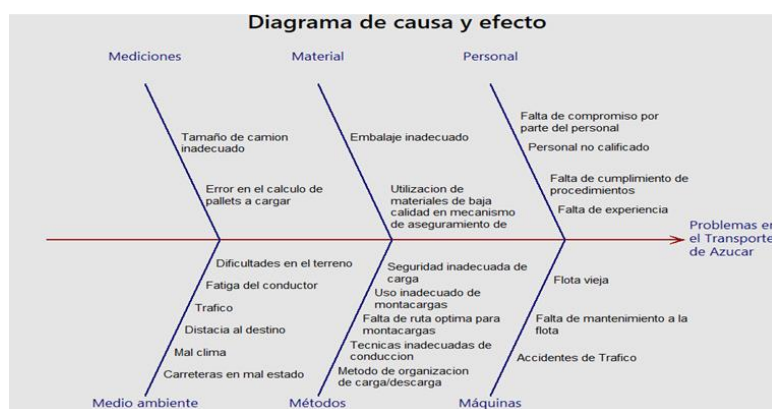 Diagrama de causa y efecto
Mediciones
Material
Personal
Tamaño de camion
inadecuado
Error en el calculo de
pallets a cargar
Embalaje inadecuado
Utilizacion de
materiales de baja
calidad en mecanismo
de aseguramiento de
Falta de compromiso por
parte del personal
Personal no calificado
Falta de cumplimiento de
procedimientos
Falta de experiencia
Problemas en
el Transporte
de Azucar
Dificultades en el terreno
Fatiga del conductor
Trafico
Distacia al destino
Mal clima
Carreteras en mal estado
Seguridad inadecuada de
carga
Uso inadecuado de
montacargas
Falta de ruta optima para
montacargas
Tecnicas inadecuadas de
conduccion
Metodo de organizacion
de carga/descarga
Flota vieja
Falta de mantenimiento a la
flota
Accidentes de Trafico
Medio ambiente
Métodos
Máquinas